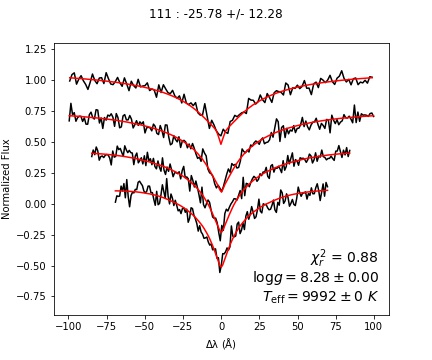 111 : -25.78 +/- 12.28
Normalized Flux
1.25
1.00
0.75
0.50
0.25
0.00
−0.25
−0.50
−0.75
χ²ᵣ = 0.88
logg = 8.28 ± 0.00
T_eff = 9992 ± 0 K
−100 −75 −50 −25 0 25 50 75 100
Δλ (Å)